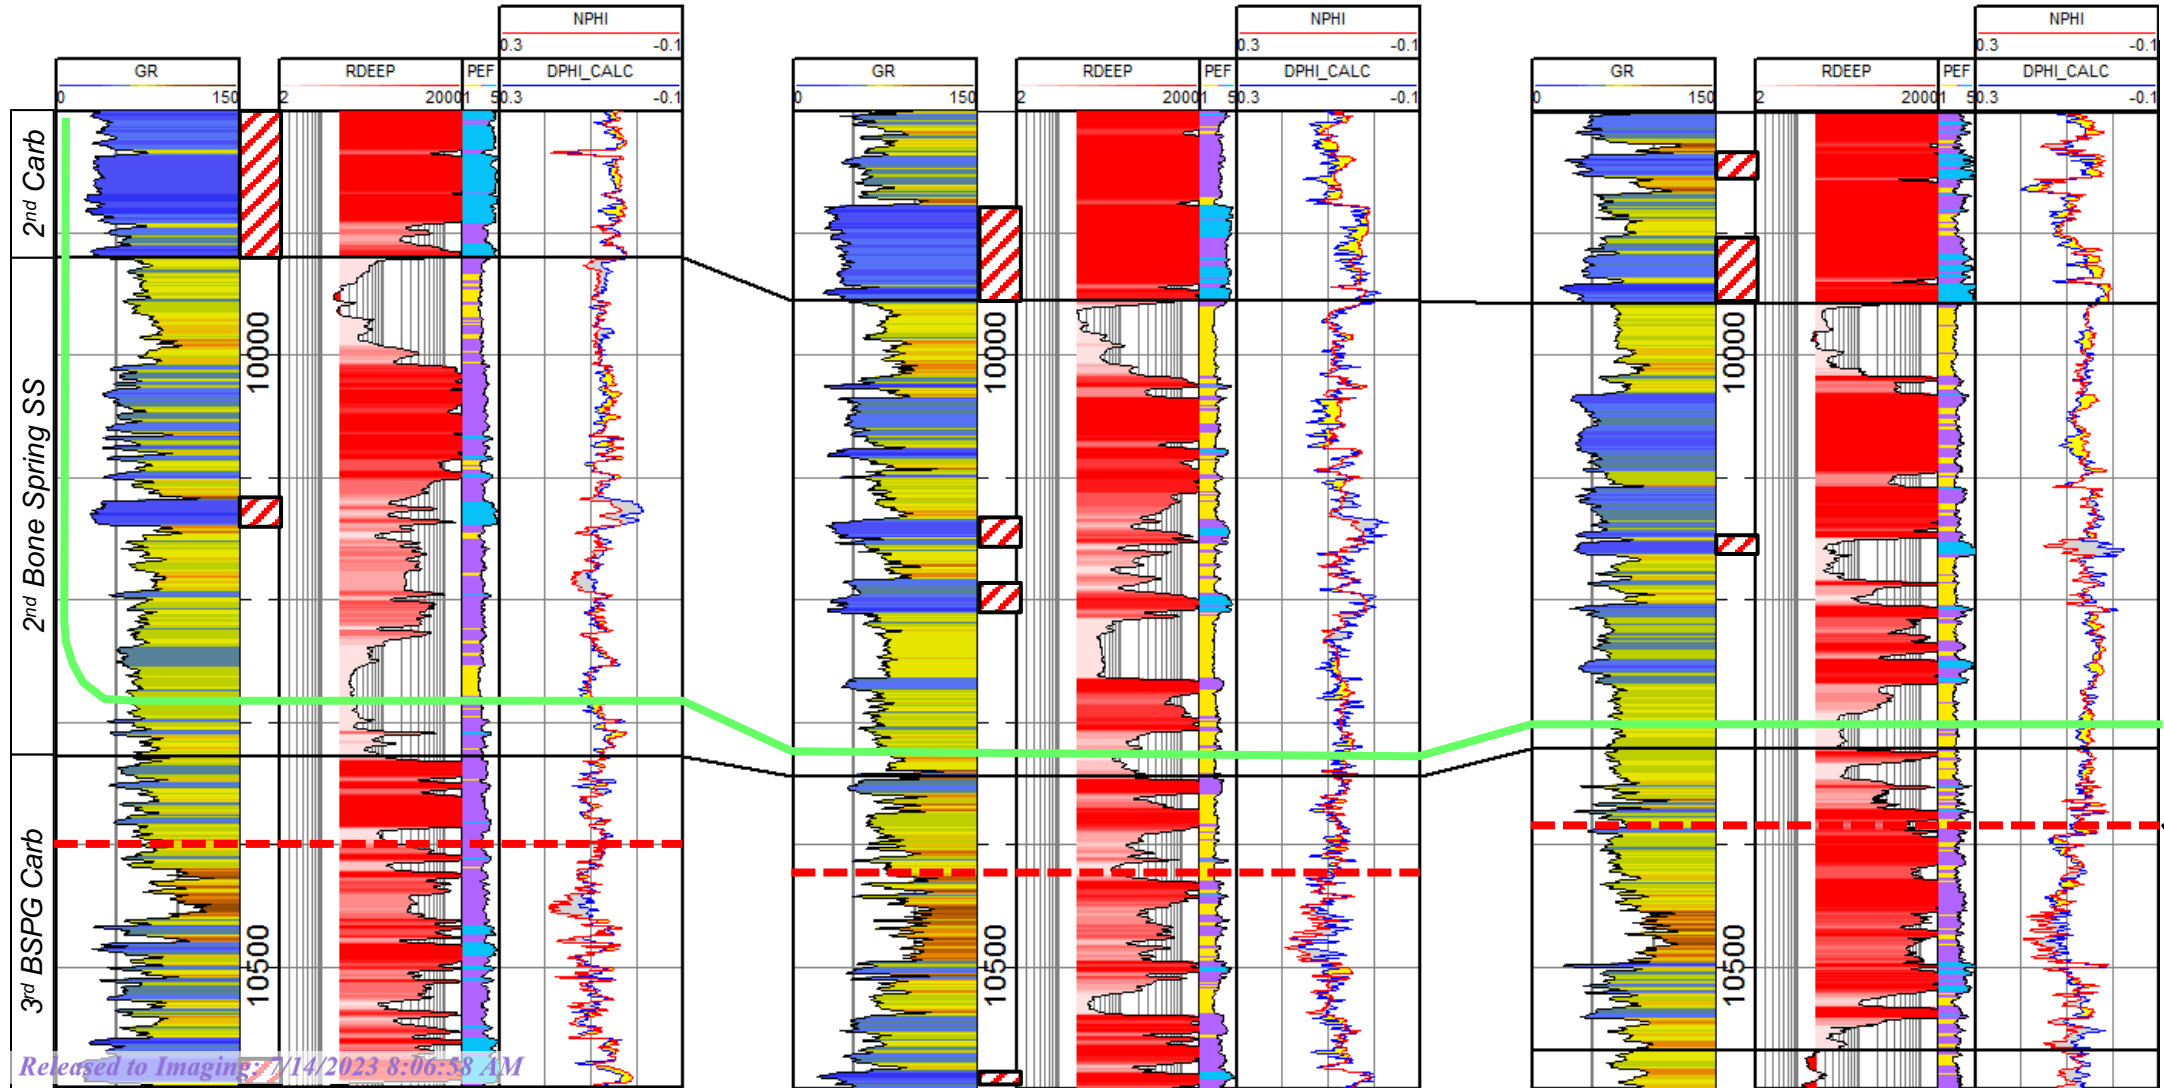 NPHI
0.3 -0.1
GR RDEEP PEF DPHI_CALC
0 150 2 2000 1 5 0.3 -0.1
NPHI
0.3 -0.1
GR RDEEP PEF DPHI_CALC
0 150 2 2000 1 5 0.3 -0.1
NPHI
0.3 -0.1
GR RDEEP PEF DPHI_CALC
0 150 2 2000 1 5 0.3 -0.1
2nd Carb
2nd Bone Spring SS
3rd BSPG Carb
10000
10500
10000
10500
10000
10500
Released to Imaging: 7/14/2023 8:06:58 AM